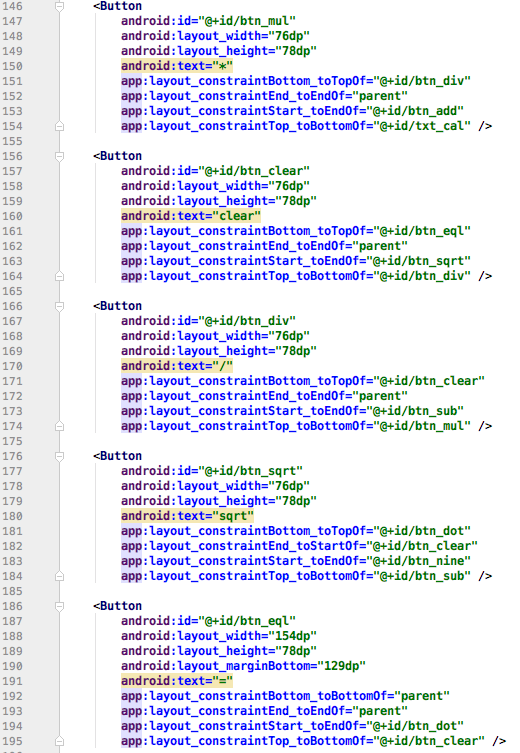 146 <Button
147 android:id="@+id/btn_mul"
148 android:layout_width="76dp"
149 android:layout_height="78dp"
150 android:text="*"
151 app:layout_constraintBottom_toTopOf="@+id/btn_div"
152 app:layout_constraintEnd_toEndOf="parent"
153 app:layout_constraintStart_toEndOf="@+id/btn_add"
154 app:layout_constraintTop_toBottomOf="@+id/txt_cal" />
155
156 <Button
157 android:id="@+id/btn_clear"
158 android:layout_width="76dp"
159 android:layout_height="78dp"
160 android:text="clear"
161 app:layout_constraintBottom_toTopOf="@+id/btn_eql"
162 app:layout_constraintEnd_toEndOf="parent"
163 app:layout_constraintStart_toEndOf="@+id/btn_sqrt"
164 app:layout_constraintTop_toBottomOf="@+id/btn_div" />
165
166 <Button
167 android:id="@+id/btn_div"
168 android:layout_width="76dp"
169 android:layout_height="78dp"
170 android:text="/"
171 app:layout_constraintBottom_toTopOf="@+id/btn_clear"
172 app:layout_constraintEnd_toEndOf="parent"
173 app:layout_constraintStart_toEndOf="@+id/btn_sub"
174 app:layout_constraintTop_toBottomOf="@+id/btn_mul" />
175
176 <Button
177 android:id="@+id/btn_sqrt"
178 android:layout_width="76dp"
179 android:layout_height="78dp"
180 android:text="sqrt"
181 app:layout_constraintBottom_toTopOf="@+id/btn_dot"
182 app:layout_constraintEnd_toStartOf="@+id/btn_clear"
183 app:layout_constraintStart_toEndOf="@+id/btn_nine"
184 app:layout_constraintTop_toBottomOf="@+id/btn_sub" />
185
186 <Button
187 android:id="@+id/btn_eql"
188 android:layout_width="154dp"
189 android:layout_height="78dp"
190 android:layout_marginBottom="129dp"
191 android:text="="
192 app:layout_constraintBottom_toBottomOf="parent"
193 app:layout_constraintEnd_toEndOf="parent"
194 app:layout_constraintStart_toEndOf="@+id/btn_dot"
195 app:layout_constraintTop_toBottomOf="@+id/btn_clear" />